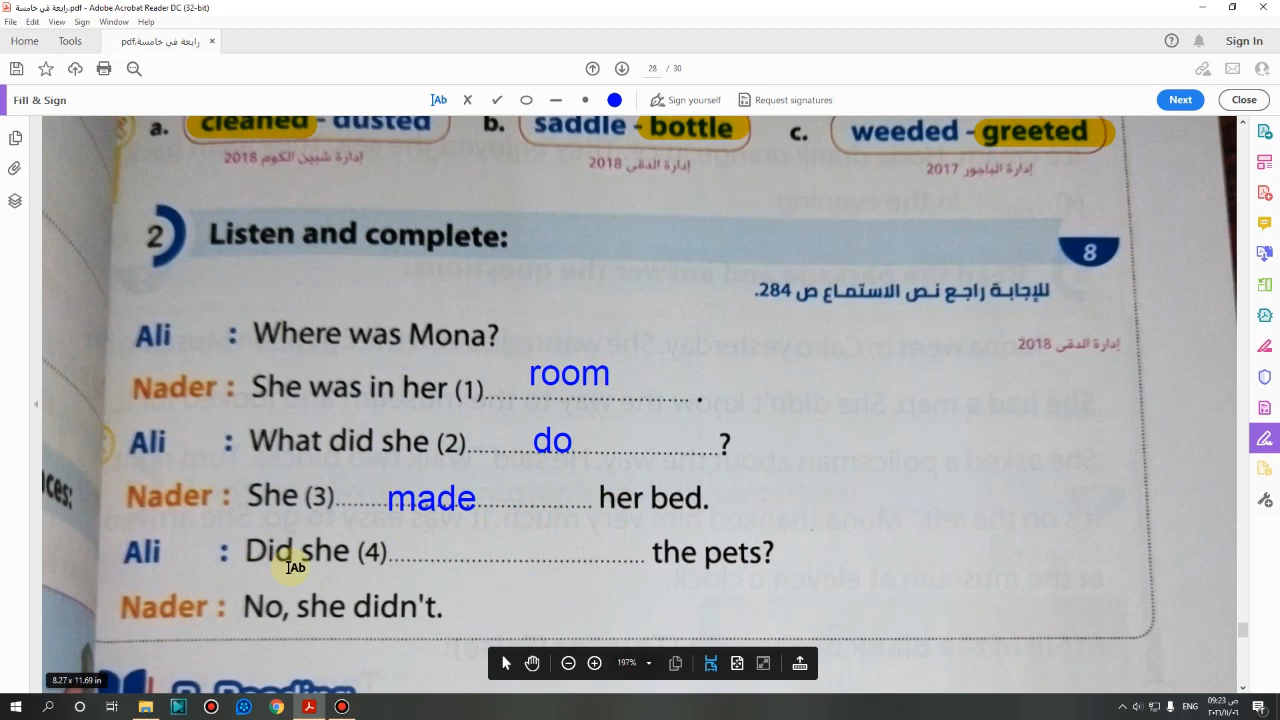 رابعة في خامسة.pdf - Adobe Acrobat Reader DC (32-bit)
File Edit View Sign Window Help
Home Tools رابعة في خامسة.pdf × Sign In
28 / 30
Fill & Sign Ab Sign yourself Request signatures Next Close
a. cleaned - dusted b. saddle - bottle c. weeded - greeted
إدارة شبين الكوم 2018 إدارة الدقى 2018 إدارة الباجور 2017
2 Listen and complete: 8
للإجابة راجع نص الاستماع ص 284.
Ali : Where was Mona?
إدارة الدقى 2018
Nader : She was in her (1) room .
Ali : What did she (2) do ?
Nader : She (3) made her bed.
Ali : Did she (4) the pets?
Nader : No, she didn't.
197%
8.27 x 11.69 in
ENG 09:23 ص